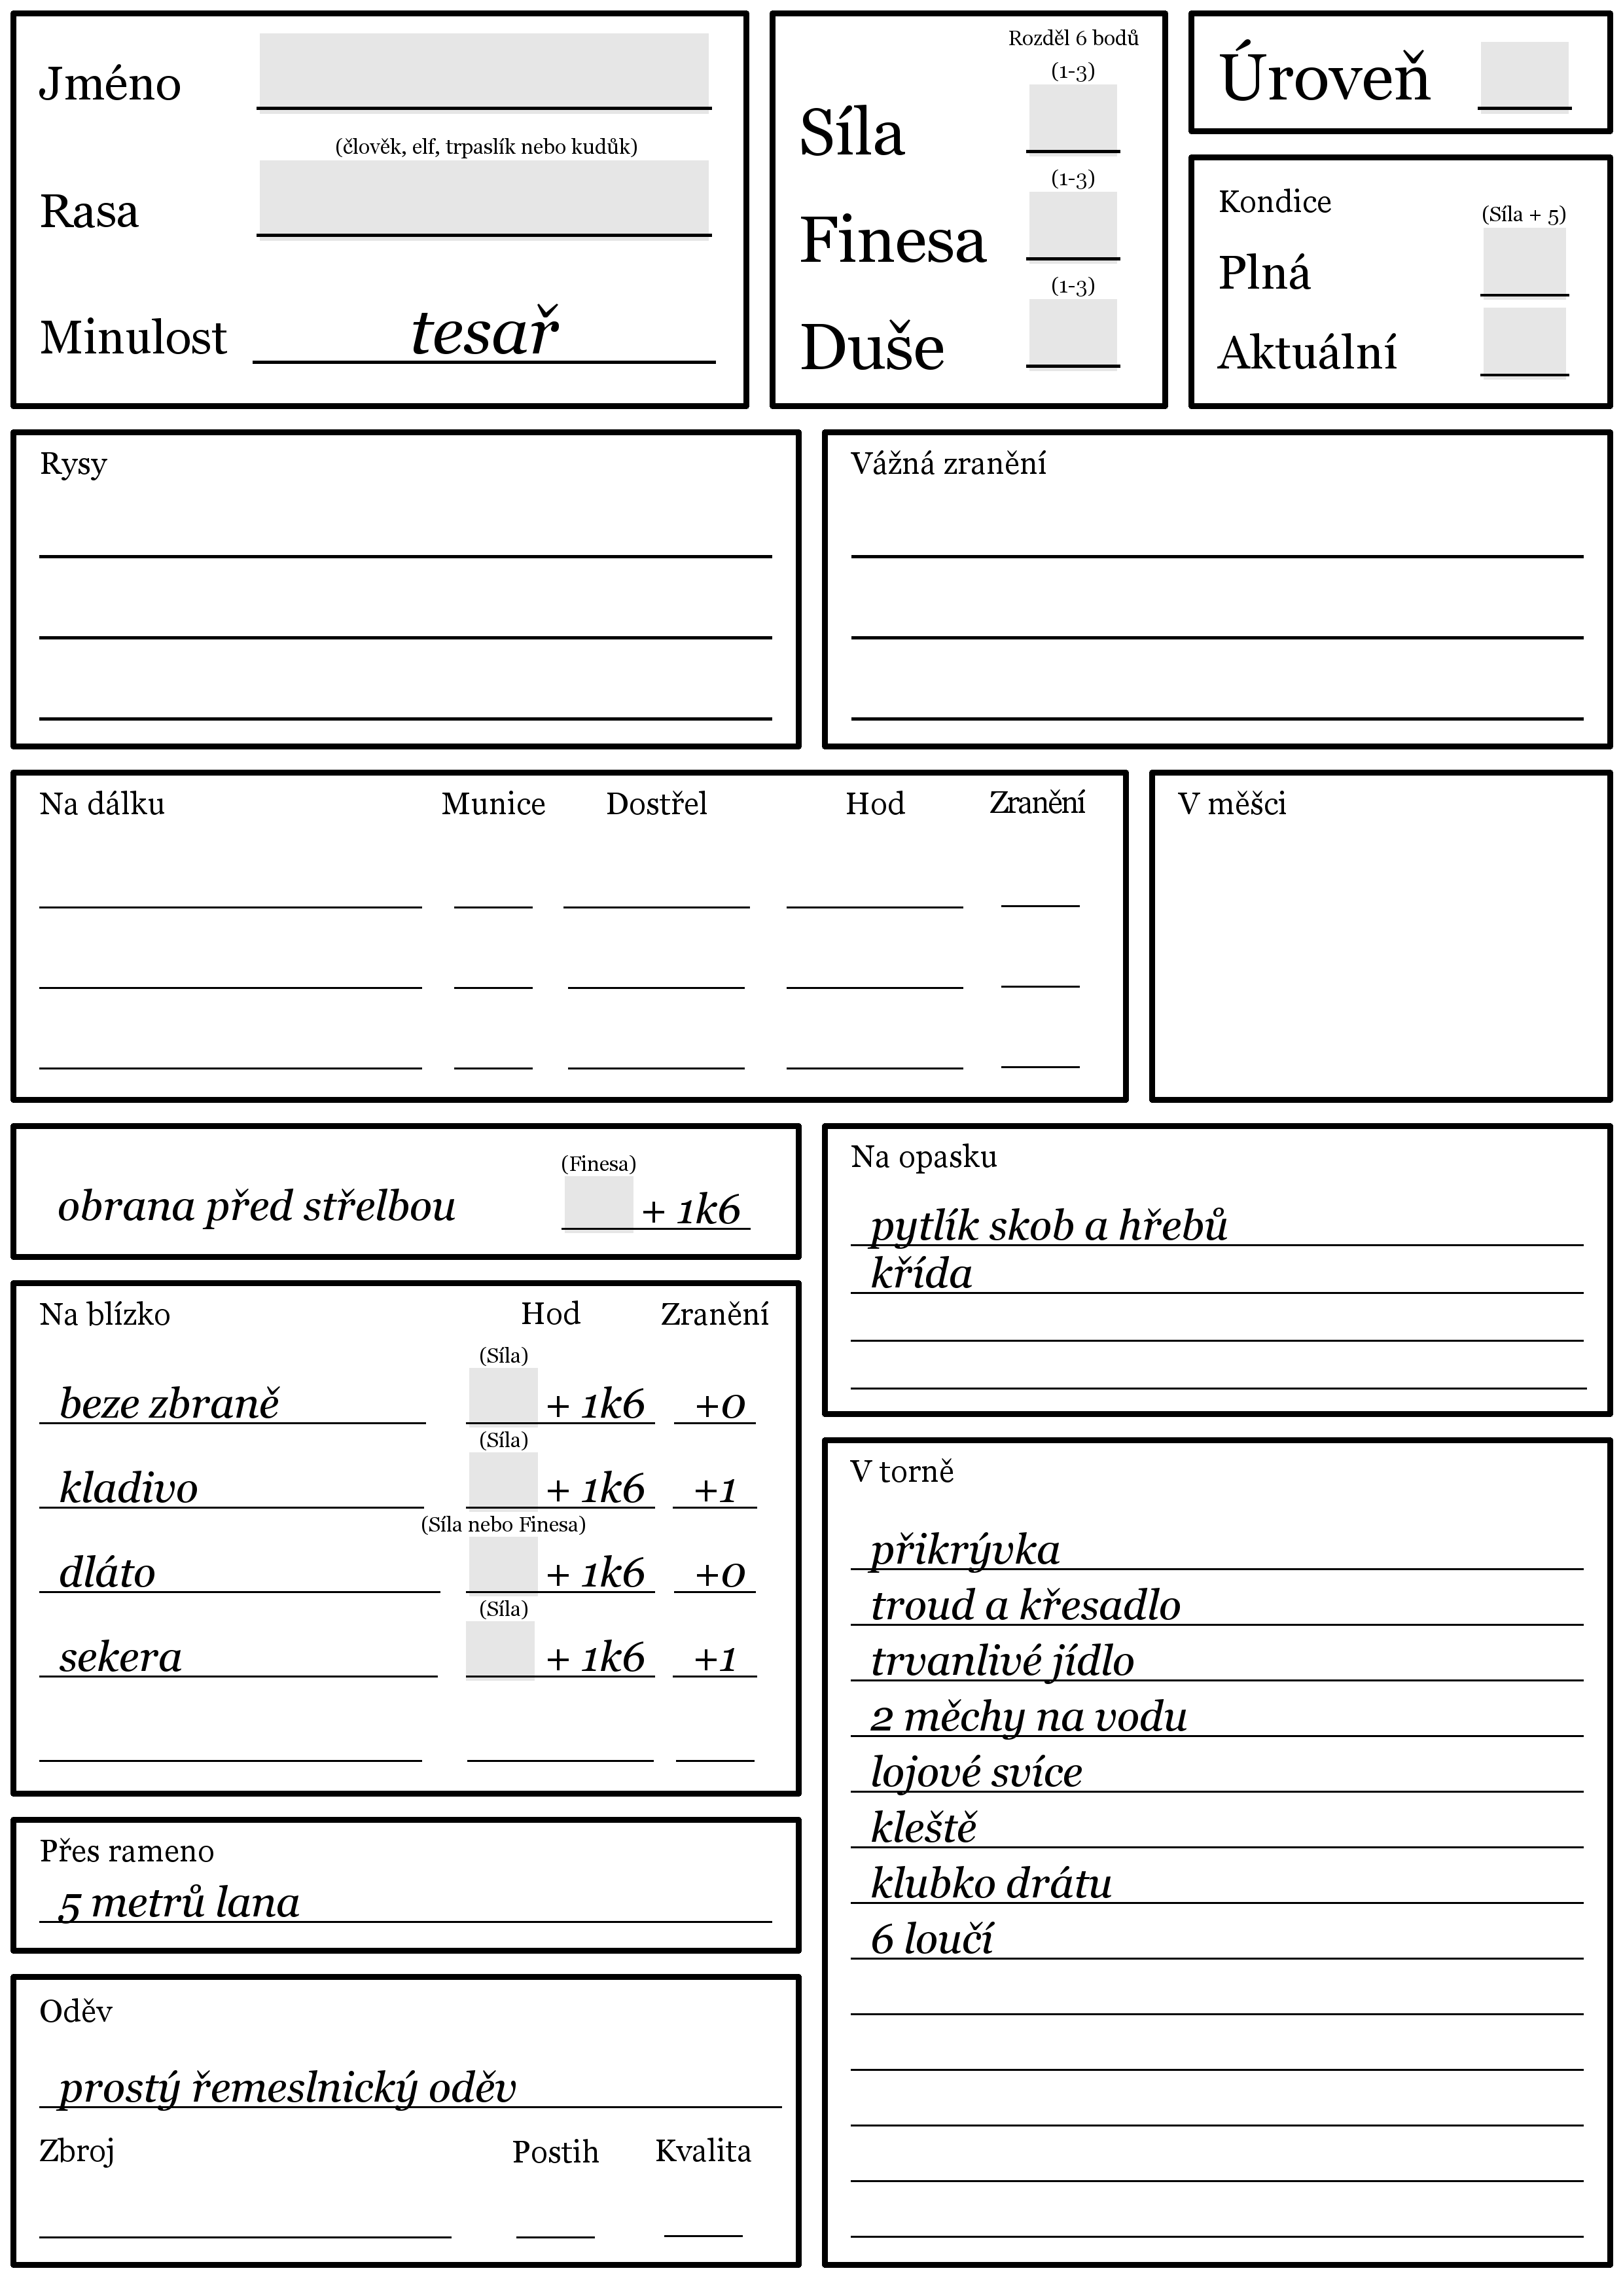 Jméno
(člověk, elf, trpaslík nebo kudůk)
Rasa
Minulost tesař
Rozděl 6 bodů
(1-3)
Síla
(1-3)
Finesa
(1-3)
Duše
Úroveň
Kondice
(Síla + 5)
Plná
Aktuální
Rysy
Vážná zranění
Na dálku Munice Dostřel Hod Zranění
V měšci
(Finesa)
obrana před střelbou + 1k6
Na blízko Hod Zranění
(Síla)
beze zbraně + 1k6 +0
(Síla)
kladivo + 1k6 +1
(Síla nebo Finesa)
dláto + 1k6 +0
(Síla)
sekera + 1k6 +1
Přes rameno
5 metrů lana
Oděv
prostý řemeslnický oděv
Zbroj Postih Kvalita
Na opasku
pytlík skob a hřebů
křída
V torně
přikrývka
troud a křesadlo
trvanlivé jídlo
2 měchy na vodu
lojové svíce
kleště
klubko drátu
6 loučí